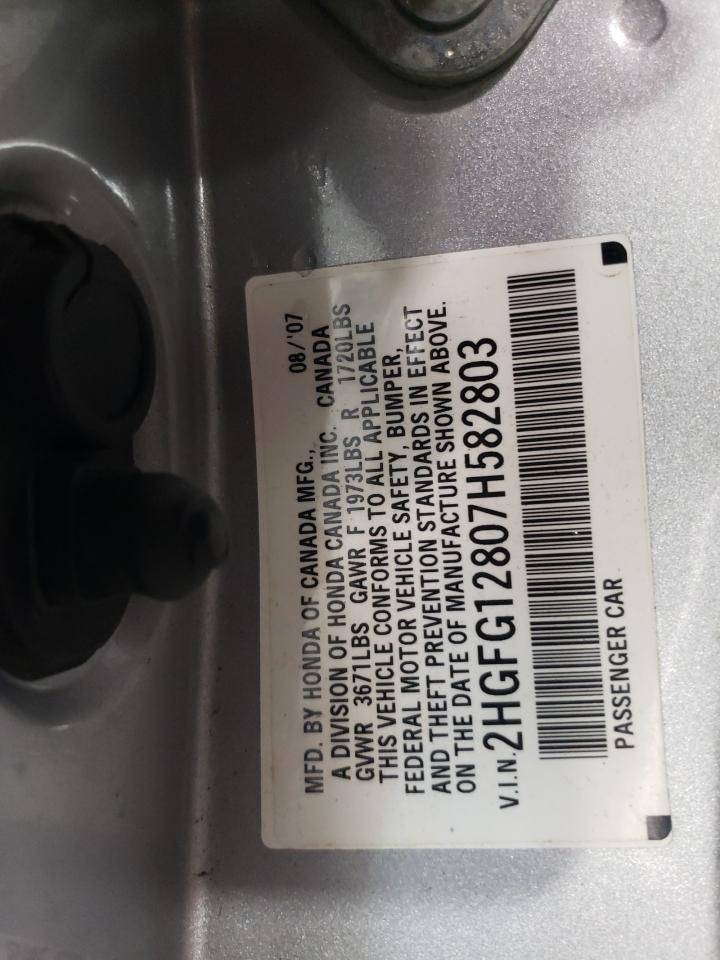 MFD. BY HONDA OF CANADA MFG., 08/'07
A DIVISION OF HONDA CANADA INC. CANADA
GVWR 3671LBS GAWR F 1973LBS R 1720LBS
THIS VEHICLE CONFORMS TO ALL APPLICABLE
FEDERAL MOTOR VEHICLE SAFETY, BUMPER,
AND THEFT PREVENTION STANDARDS IN EFFECT
ON THE DATE OF MANUFACTURE SHOWN ABOVE.
V.I.N. 2HGFG12807H582803
PASSENGER CAR